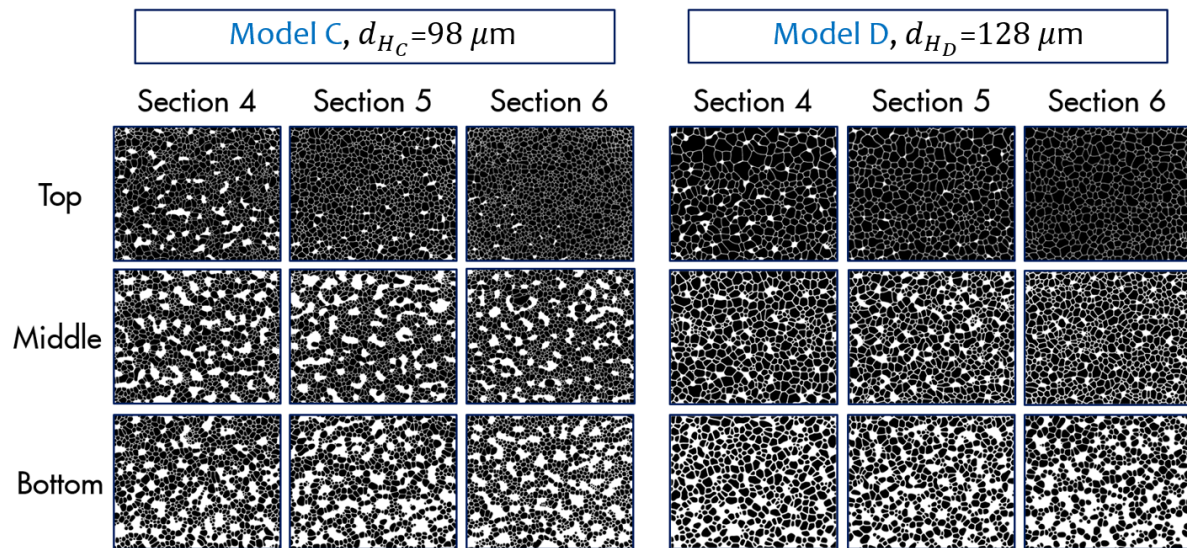 Model C, d_{H_C}=98 μm
Model D, d_{H_D}=128 μm
Section 4 Section 5 Section 6 Section 4 Section 5 Section 6
Top
Middle
Bottom